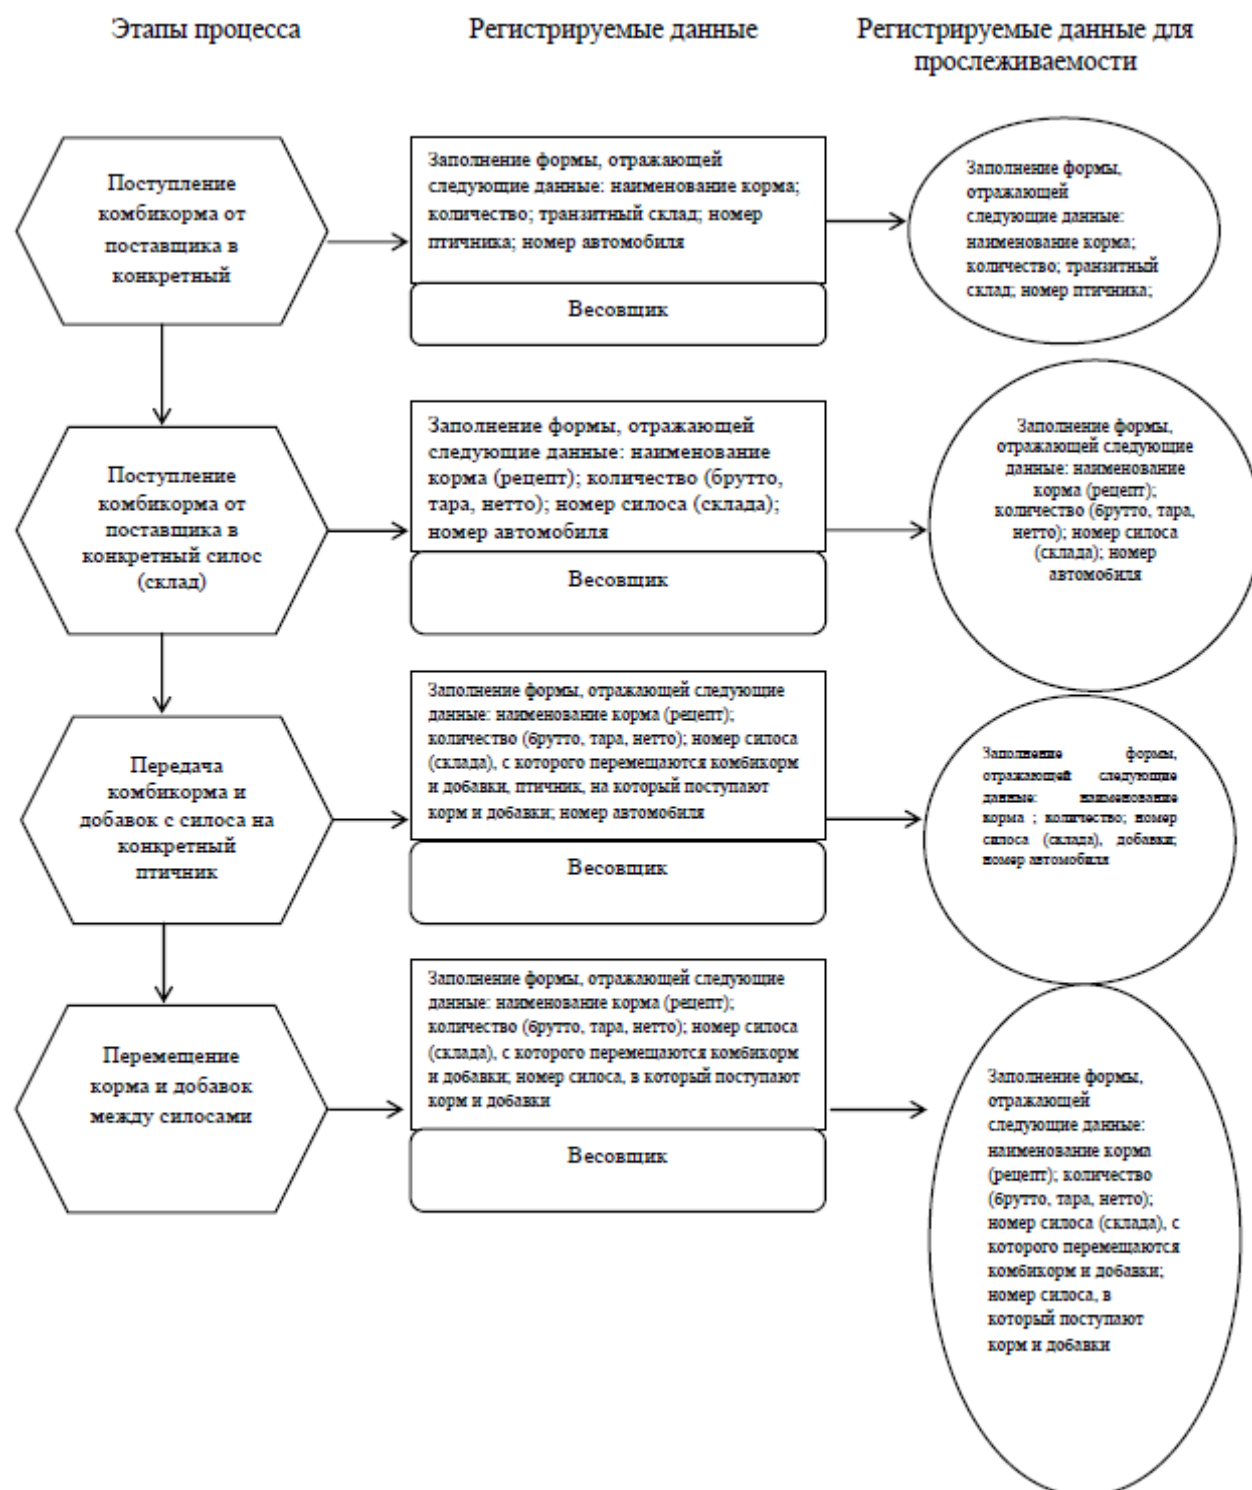 Этапы процесса
Регистрируемые данные
Регистрируемые данные для
прослеживаемости
Поступление
комбикорма от
поставщика в
конкретный
Заполнение формы, отражающей
следующие данные: наименование корма;
количество; транзитный склад; номер
птичника; номер автомобиля
Весовщик
Заполнение формы,
отражающей
следующие данные:
наименование корма;
количество; транзитный
склад; номер птичника;
Поступление
комбикорма от
поставщика в
конкретный силос
(склад)
Заполнение формы, отражающей
следующие данные: наименование
корма (рецепт); количество (брутто,
тара, нетто); номер силоса (склада);
номер автомобиля
Весовщик
Заполнение формы,
отражающей следующие
данные: наименование
корма (рецепт);
количество (брутто, тара,
нетто); номер силоса
(склада); номер
автомобиля
Передача
комбикорма и
добавок с силоса на
конкретный
птичник
Заполнение формы, отражающей следующие
данные: наименование корма (рецепт);
количество (брутто, тара, нетто); номер силоса
(склада), с которого перемещаются комбикорм
и добавки, птичник, на который поступают
корм и добавки; номер автомобиля
Весовщик
Заполнение формы,
отражающей следующие
данные: наименование
корма ; количество; номер
силоса (склада), добавки;
номер автомобиля
Перемещение
корма и добавок
между силосами
Заполнение формы, отражающей следующие
данные: наименование корма (рецепт);
количество (брутто, тара, нетто); номер силоса
(склада), с которого перемещаются комбикорм
и добавки; номер силоса, в который поступают
корм и добавки
Весовщик
Заполнение формы,
отражающей
следующие данные:
наименование корма
(рецепт); количество
(брутто, тара, нетто);
номер силоса (склада), с
которого перемещаются
комбикорм и добавки;
номер силоса, в
который поступают
корм и добавки